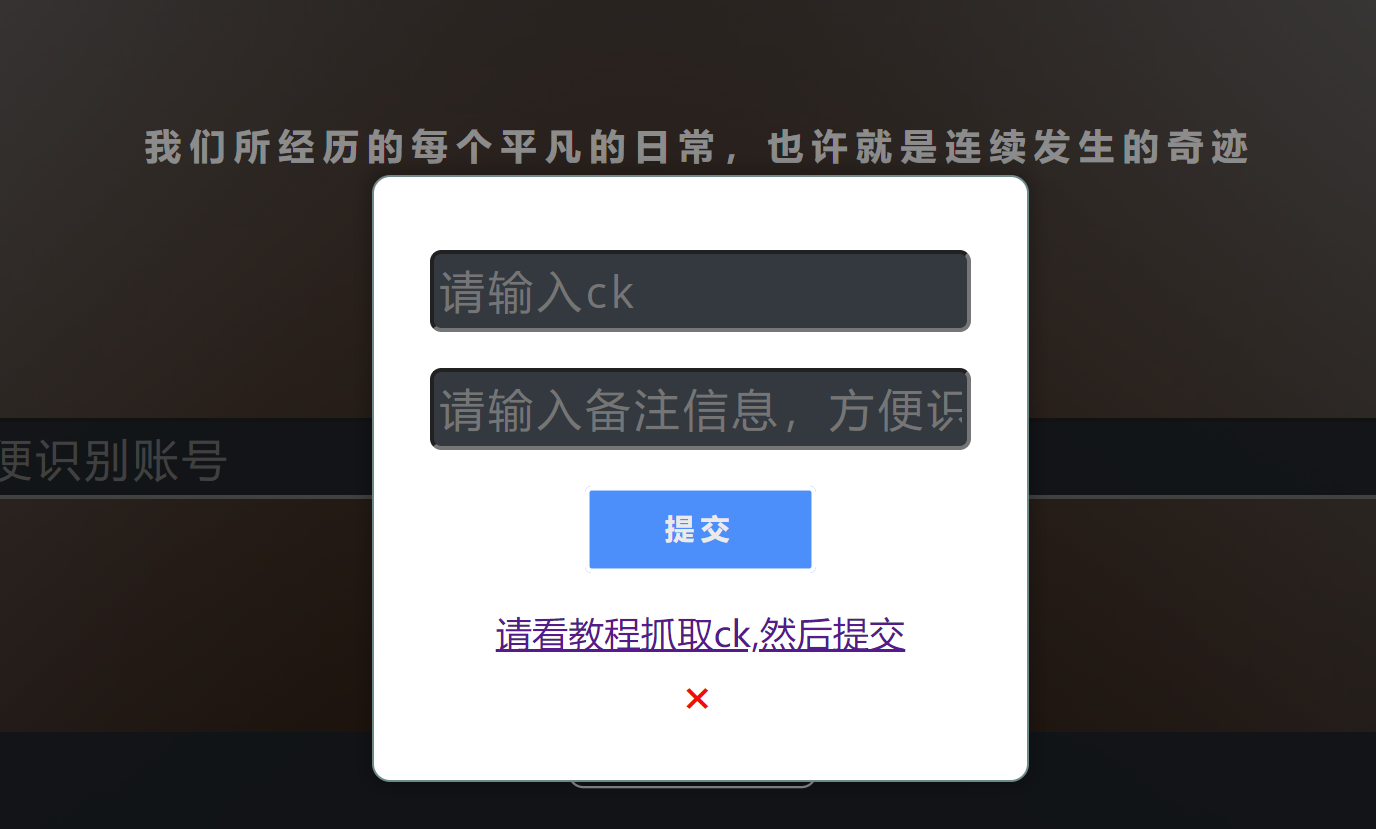 我们所经历的每个平凡的日常，也许就是连续发生的奇迹
请输入ck
请输入备注信息，方便识
便识别账号
提交
请看教程抓取ck,然后提交
×